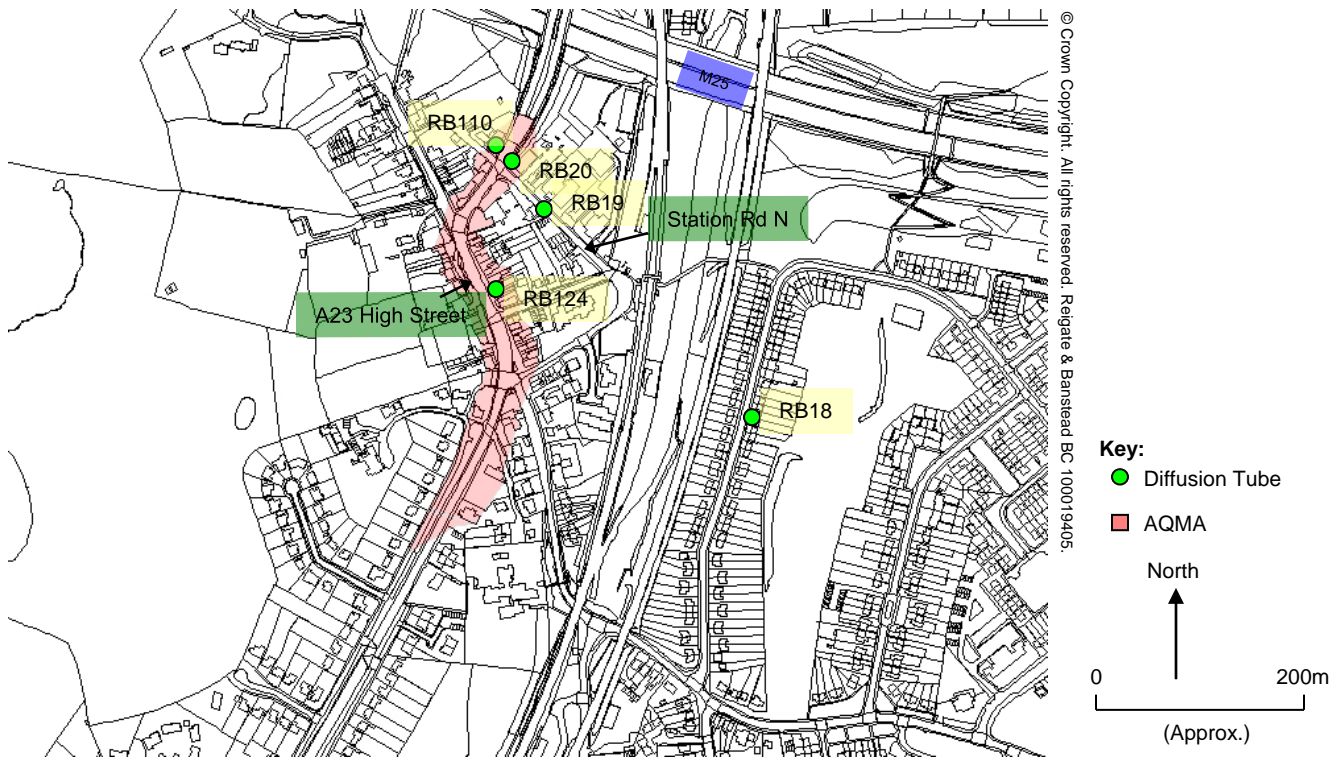 M25
RB110
RB20
RB19
Station Rd N
RB124
A23 High Street
RB18
© Crown Copyright. All rights reserved. Reigate & Banstead BC 100019405.
Key:
Diffusion Tube
AQMA
North
0 200m
(Approx.)